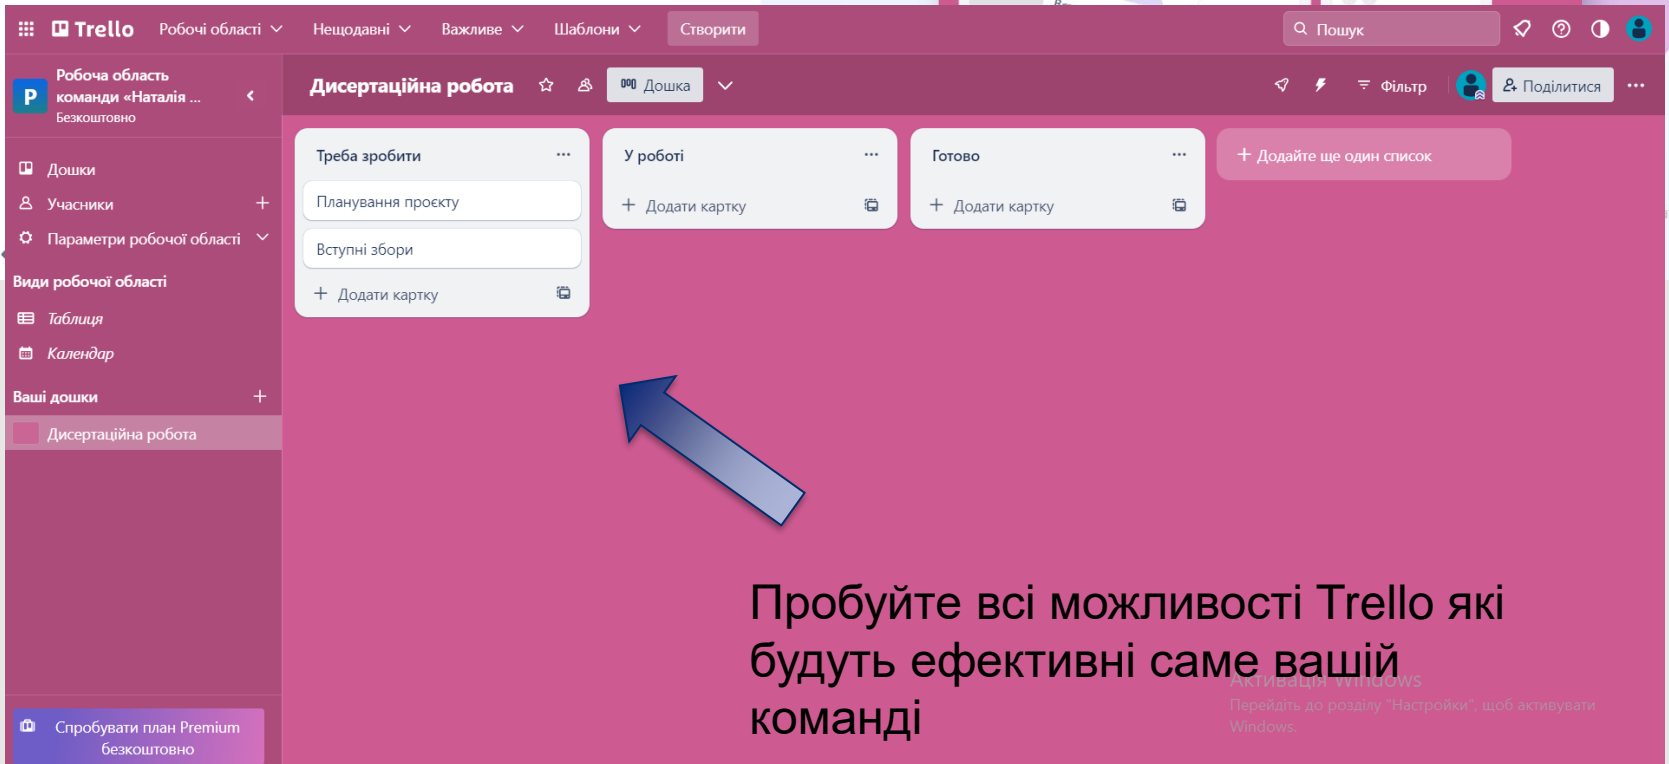 Trello
Робочі області
Нещодавні
Важливе
Шаблони
Створити
Пошук
P
Робоча область
команди «Наталія ...
Безкоштовно
Дисертаційна робота
Дошка
Фільтр
Поділитися
Дошки
Учасники
Параметри робочої області
Види робочої області
Таблиця
Календар
Ваші дошки
Дисертаційна робота
Спробувати план Premium
безкоштовно
Треба зробити
Планування проєкту
Вступні збори
Додати картку
У роботі
Додати картку
Готово
Додати картку
Додайте ще один список
Пробуйте всі можливості Trello які
будуть ефективні саме вашій
команді
Активація Windows
Перейдіть до розділу "Настройки", щоб активувати
Windows.